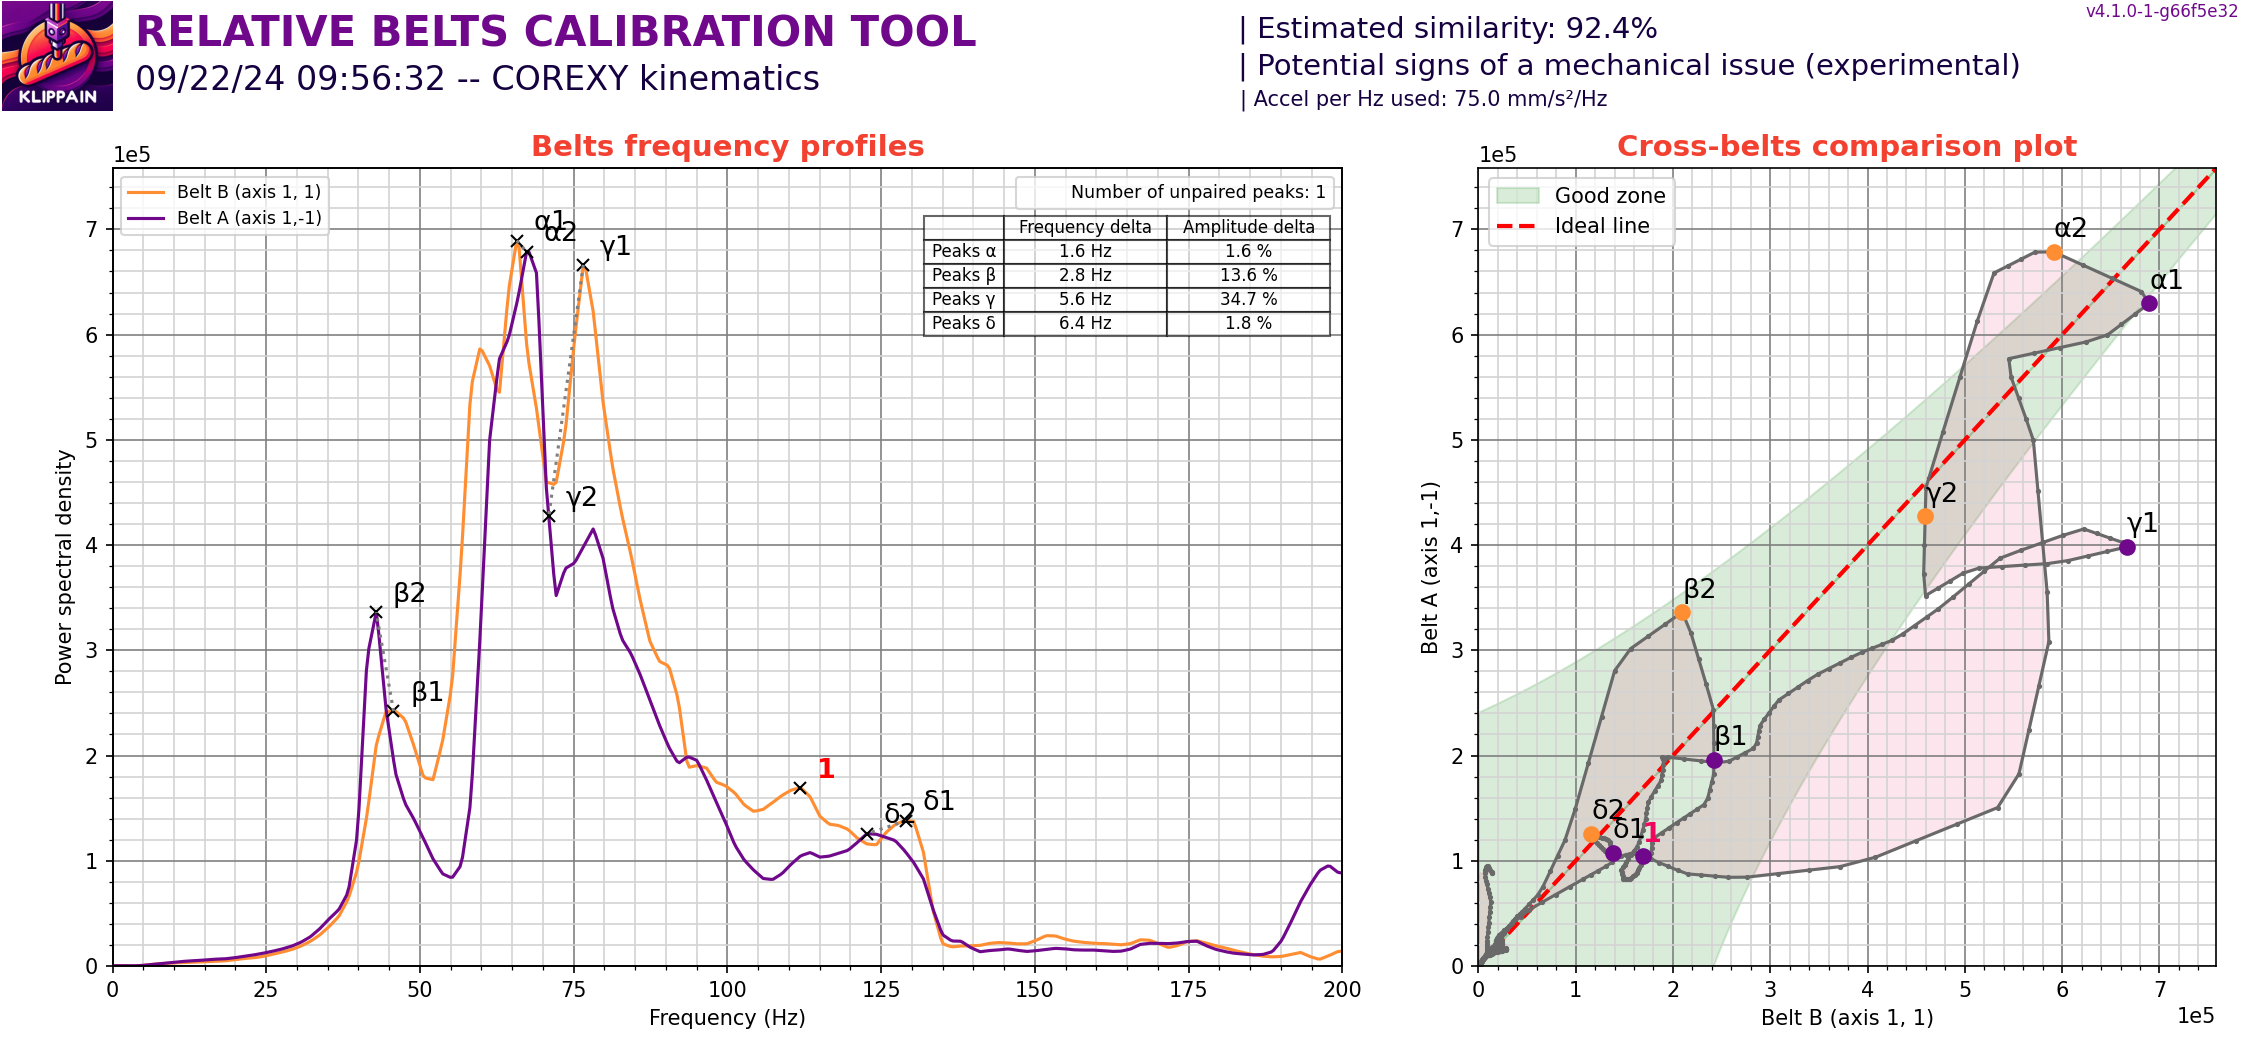 KLIPPAIN
RELATIVE BELTS CALIBRATION TOOL
09/22/24 09:56:32 -- COREXY kinematics
| Estimated similarity: 92.4%
| Potential signs of a mechanical issue (experimental)
| Accel per Hz used: 75.0 mm/s²/Hz
v4.1.0-1-g66f5e32
Belts frequency profiles
1e5
Belt B (axis 1, 1)
Belt A (axis 1,-1)
Number of unpaired peaks: 1
Frequency delta Amplitude delta
Peaks α 1.6 Hz 1.6 %
Peaks β 2.8 Hz 13.6 %
Peaks γ 5.6 Hz 34.7 %
Peaks δ 6.4 Hz 1.8 %
α1
α2
γ1
γ2
β2
β1
1
δ2
δ1
Power spectral density
7
6
5
4
3
2
1
0
0 25 50 75 100 125 150 175 200
Frequency (Hz)
Cross-belts comparison plot
1e5
Good zone
Ideal line
α2
α1
γ2
γ1
β2
β1
δ2
δ1
1
Belt A (axis 1,-1)
7
6
5
4
3
2
1
0
0 1 2 3 4 5 6 7
Belt B (axis 1, 1)
1e5